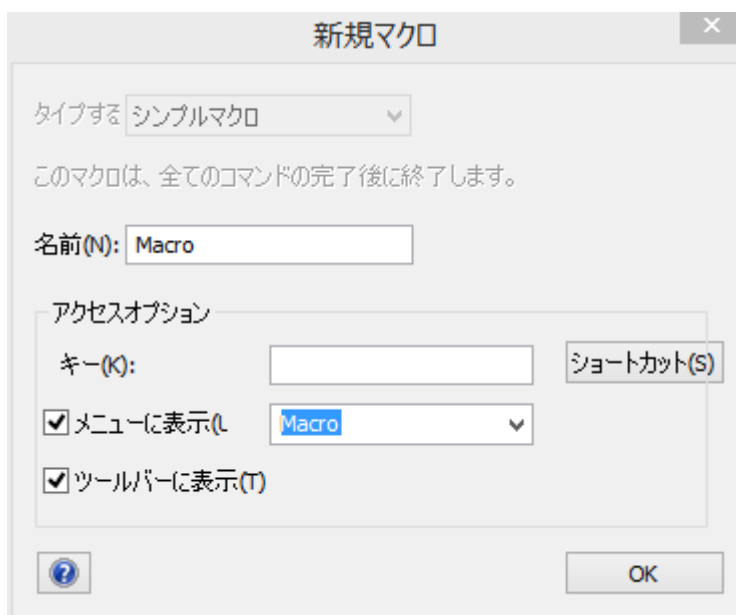 新規マクロ
タイプする シンプルマクロ
このマクロは、全てのコマンドの完了後に終了します。
名前(N): Macro
アクセスオプション
キー(K): ショートカット(S)
メニューに表示(L Macro
ツールバーに表示(T)
OK